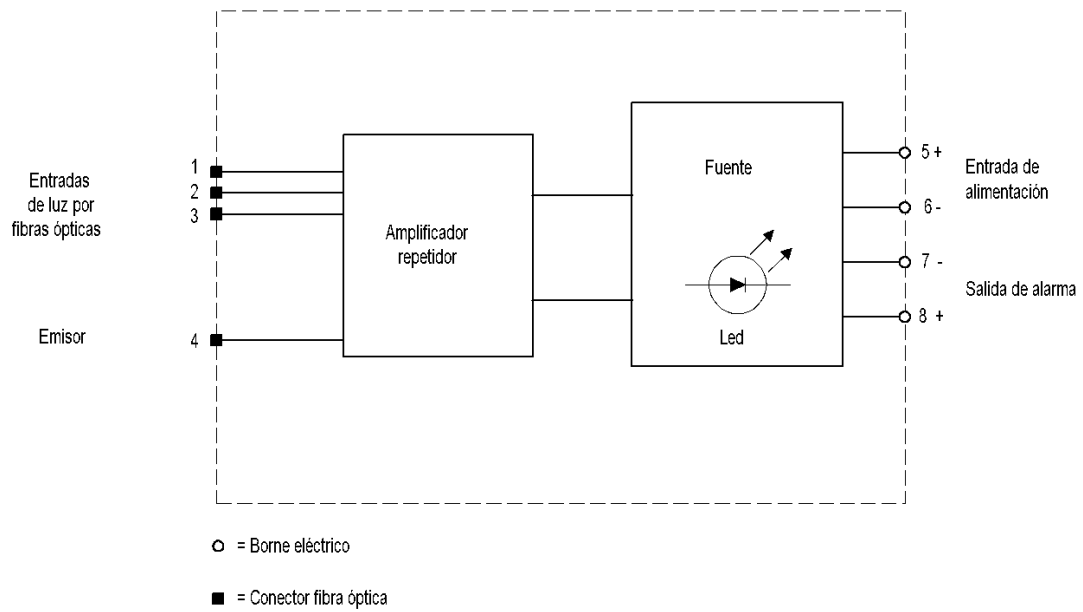 Entradas
de luz por
fibras ópticas
1
2
3
Emisor
4
Amplificador
repetidor
Fuente
Led
5 +
6 -
Entrada de
alimentación
7 -
8 +
Salida de alarma
= Borne eléctrico
= Conector fibra óptica